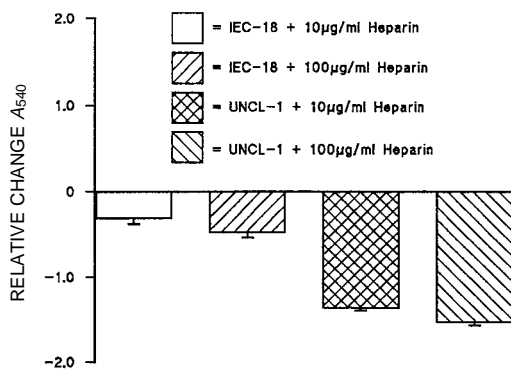 2.0
= IEC-18 + 10µg/ml Heparin
= IEC-18 + 100µg/ml Heparin
1.0
= UNCL-1 + 10µg/ml Heparin
= UNCL-1 + 100µg/ml Heparin
0
-1.0
-2.0
RELATIVE CHANGE A540